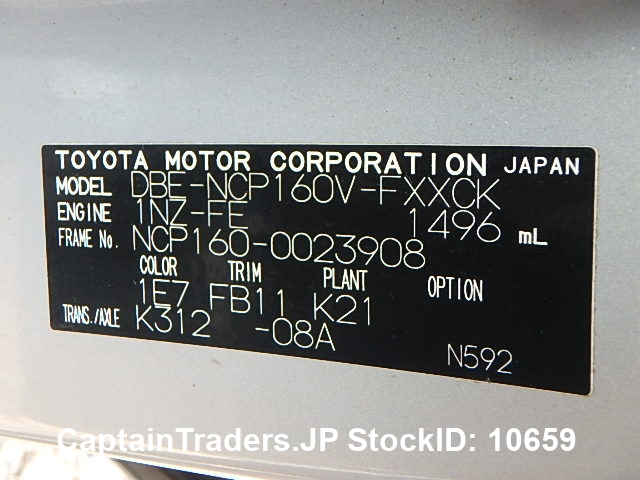 TOYOTA MOTOR CORPORATION JAPAN
MODEL DBE-NCP160V-FXXCK
ENGINE 1NZ-FE 1496 mL
FRAME No. NCP160-0023908
COLOR TRIM PLANT OPTION
1E7 FB11 K21
TRANS./AXLE K312 -08A
N592
CaptainTraders.JP StockID: 10659